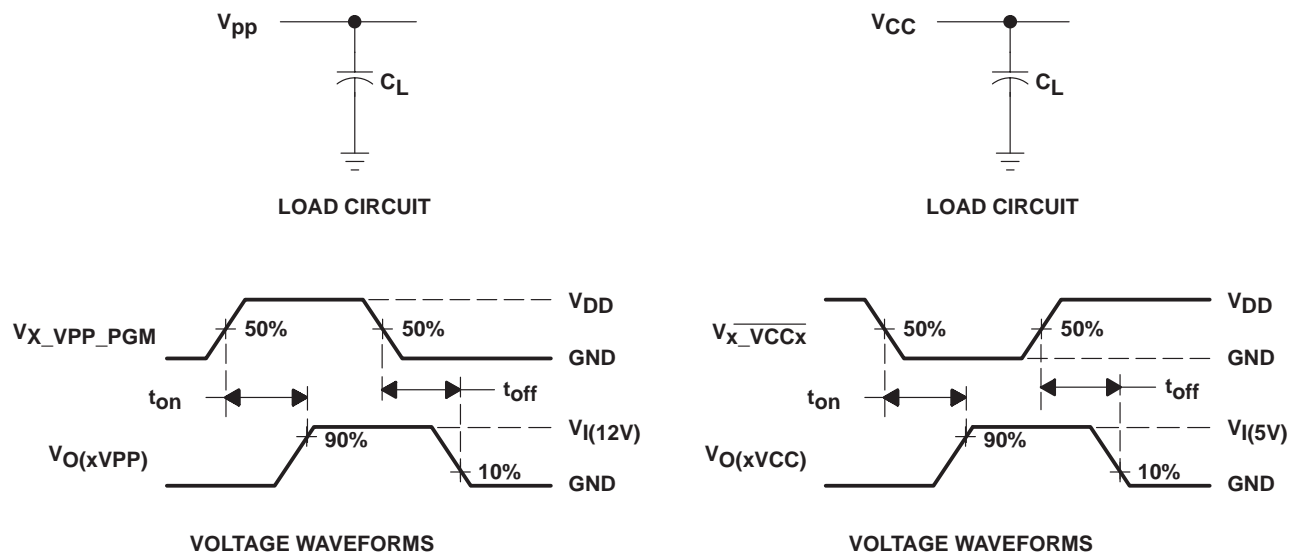 Vpp
CL
LOAD CIRCUIT
VCC
CL
LOAD CIRCUIT
VX_VPP_PGM
50%
50%
VDD
GND
ton
toff
VO(xVPP)
90%
10%
VI(12V)
GND
VOLTAGE WAVEFORMS
Vx_VCCx
50%
50%
VDD
GND
ton
toff
VO(xVCC)
90%
10%
VI(5V)
GND
VOLTAGE WAVEFORMS